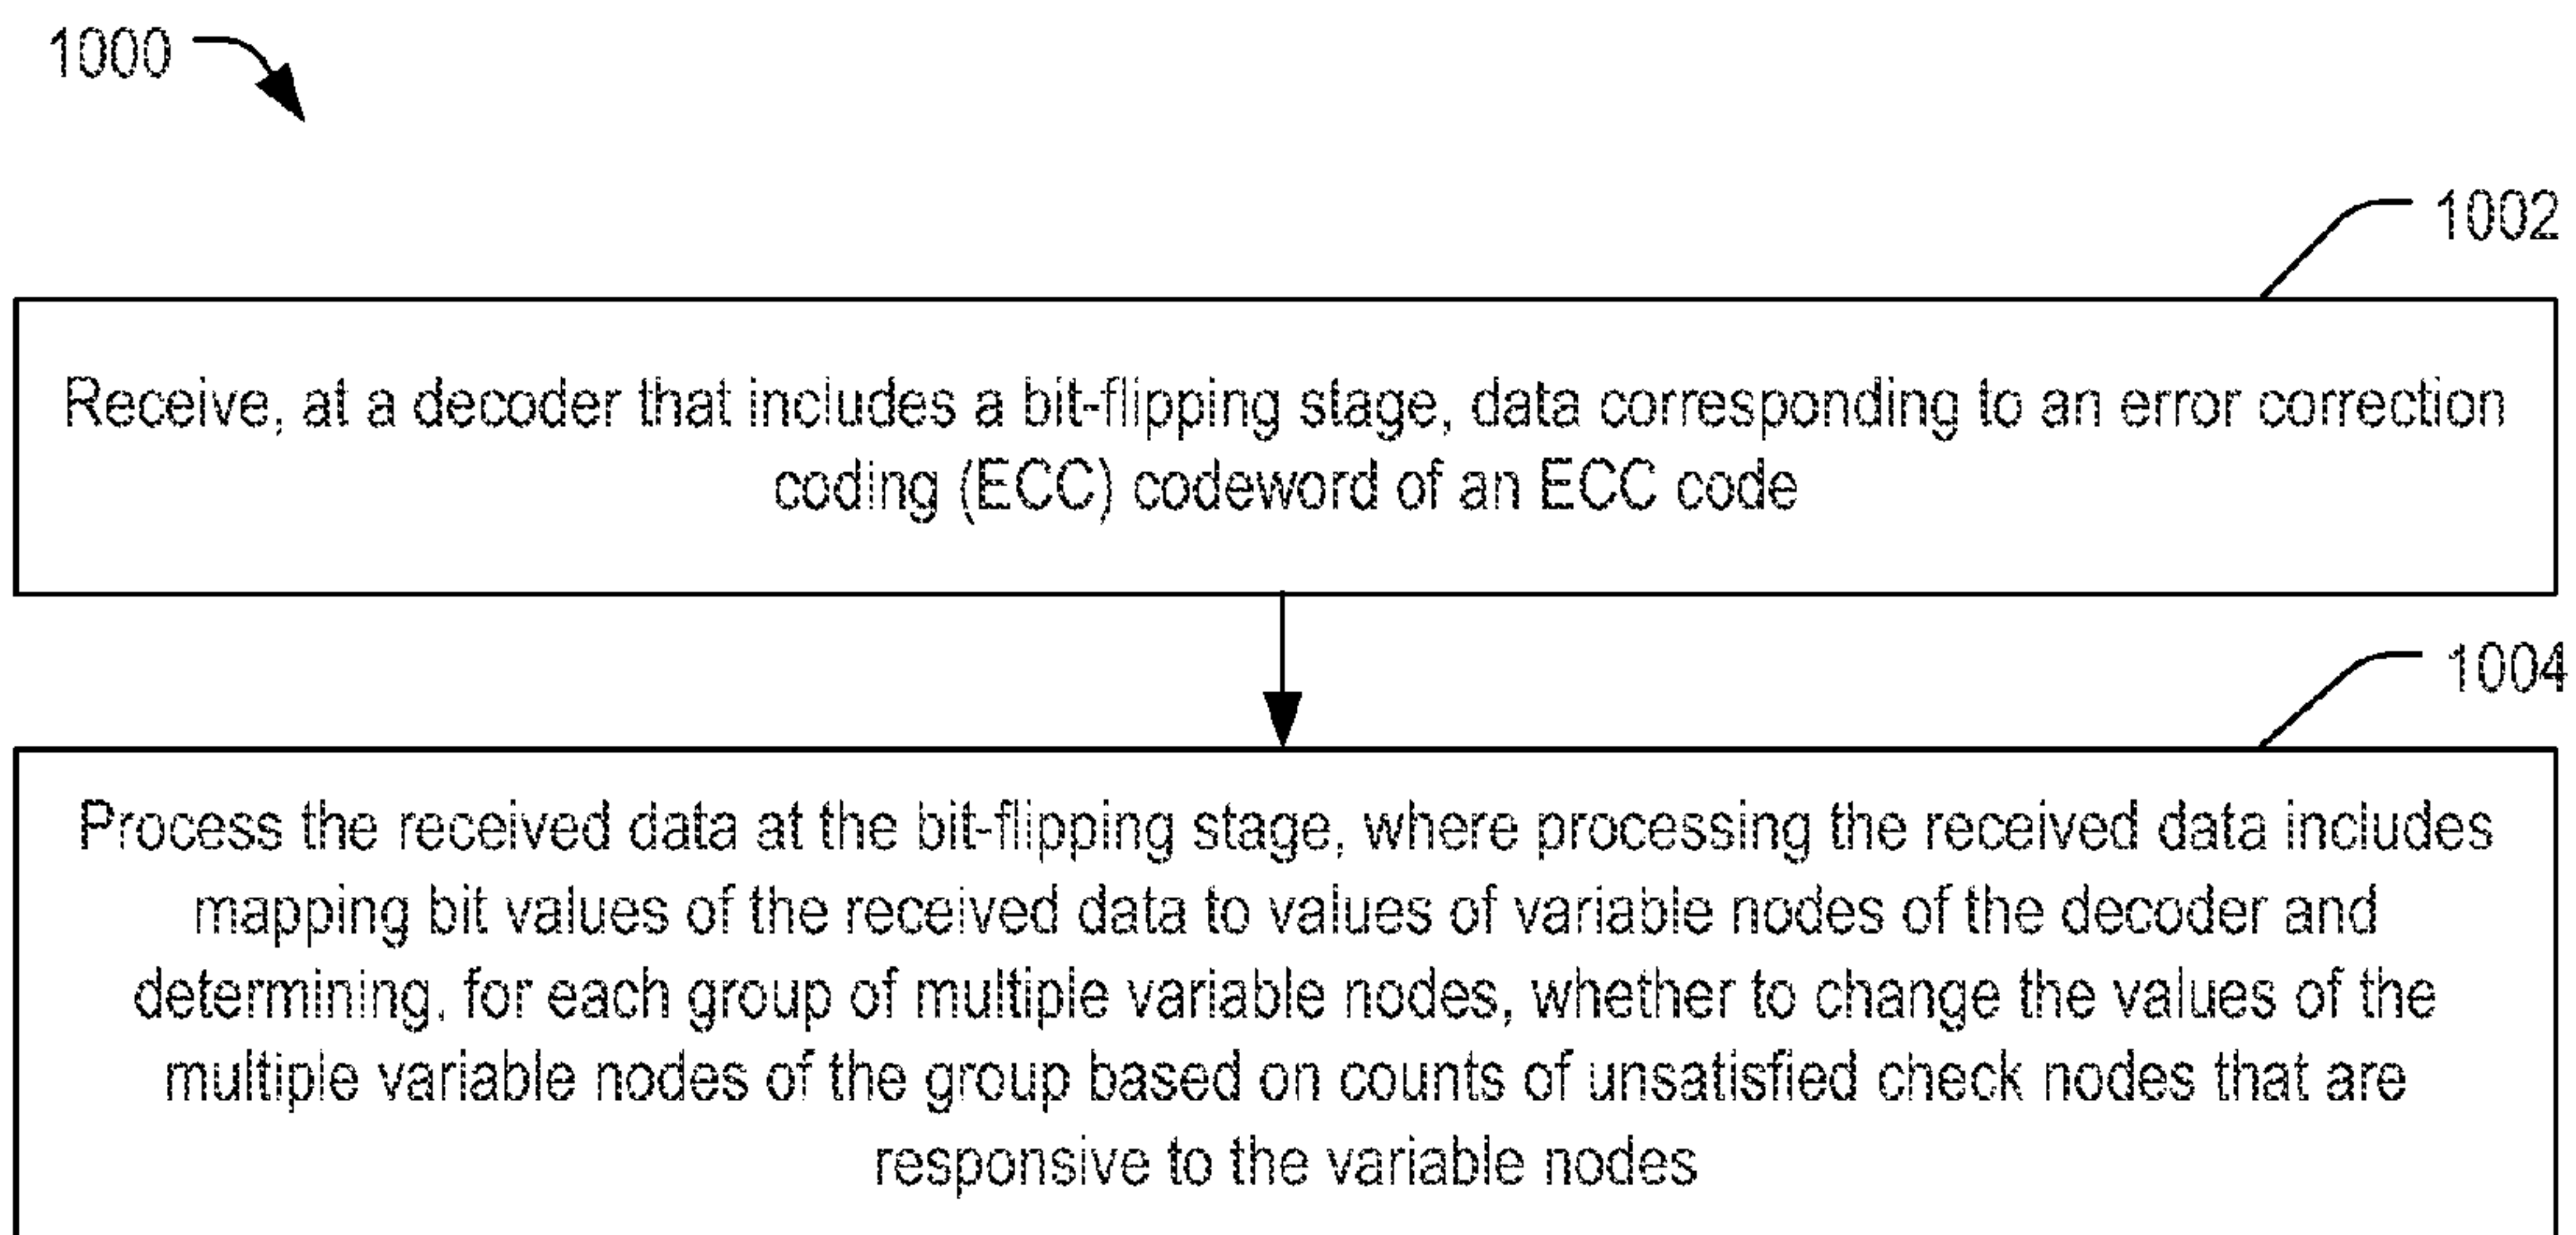 1000
1002
Receive, at a decoder that includes a bit-flipping stage, data corresponding to an error correction
coding (ECC) codeword of an ECC code
1004
Process the received data at the bit-flipping stage, where processing the received data includes
mapping bit values of the received data to values of variable nodes of the decoder and
determining, for each group of multiple variable nodes, whether to change the values of the
multiple variable nodes of the group based on counts of unsatisfied check nodes that are
responsive to the variable nodes